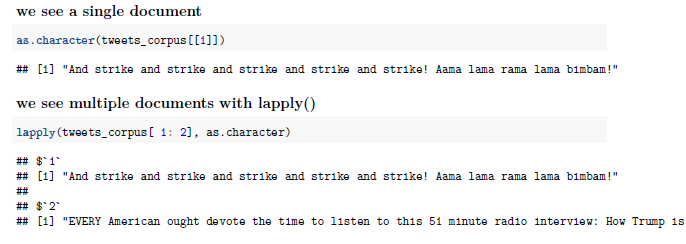 we see a single document
as.character(tweets_corpus[[1]])
## [1] "And strike and strike and strike and strike and strike! Aama lama rama lama bimbam!"
we see multiple documents with lapply()
lapply(tweets_corpus[ 1: 2], as.character)
## $`1`
## [1] "And strike and strike and strike and strike and strike! Aama lama rama lama bimbam!"
##
## $`2`
## [1] "EVERY American ought devote the time to listen to this 51 minute radio interview: How Trump is